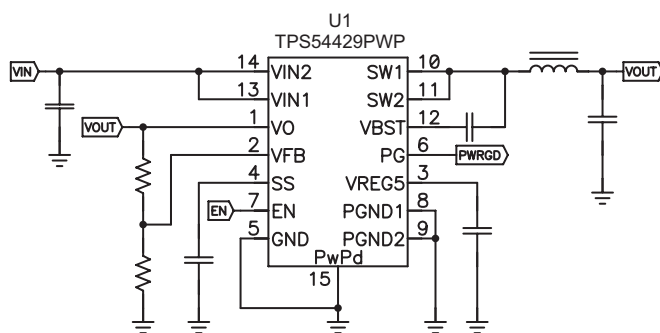 U1
TPS54429PWP
VIN
14 VIN2 SW1 10
VOUT
13 VIN1 SW2 11
VOUT 1 VO VBST 12
2 VFB PG 6 PWRGD
4 SS VREG5 3
EN 7 EN PGND1 8
5 GND PGND2 9
PwPd
15